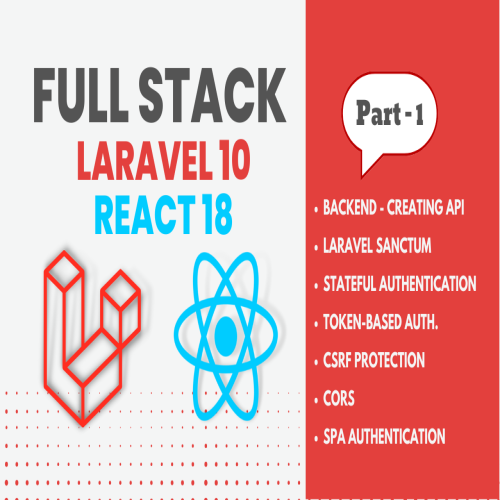 FULL STACK
LARAVEL 10
REACT 18
Part - 1
• BACKEND - CREATING API
• LARAVEL SANCTUM
• STATEFUL AUTHENTICATION
• TOKEN-BASED AUTH.
• CSRF PROTECTION
• CORS
• SPA AUTHENTICATION